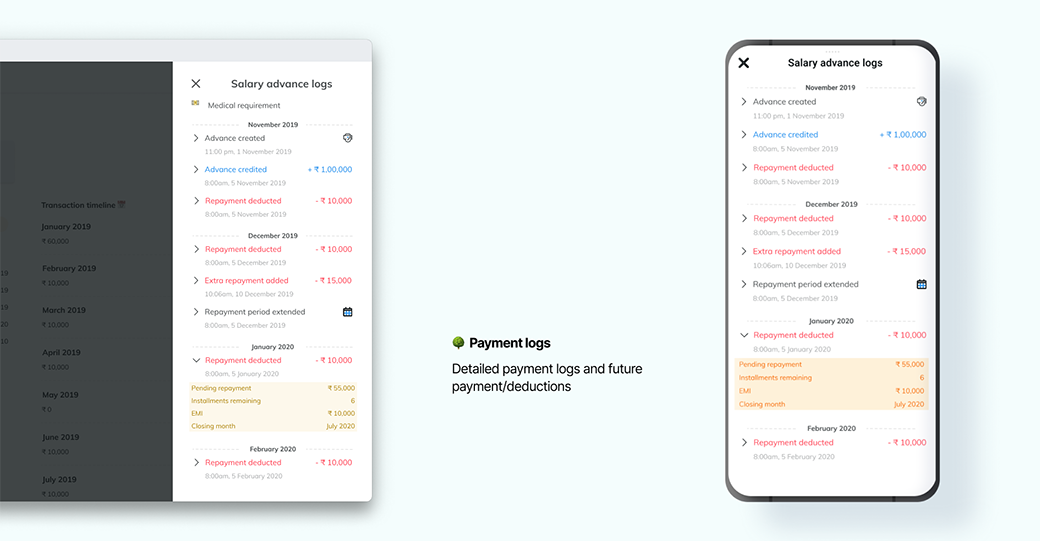 Transaction timeline
January 2019
₹ 60,000
February 2019
₹ 10,000
March 2019
₹ 10,000
April 2019
₹ 10,000
May 2019
₹ 0
June 2019
₹ 10,000
July 2019
₹ 10,000
19
19
19
20
10
Salary advance logs
Medical requirement
November 2019
Advance created
11:00 pm, 1 November 2019
Advance credited + ₹ 1,00,000
8:00am, 5 November 2019
Repayment deducted - ₹ 10,000
8:00am, 5 November 2019
December 2019
Repayment deducted - ₹ 10,000
8:00am, 5 December 2019
Extra repayment added - ₹ 15,000
10:06am, 10 December 2019
Repayment period extended
8:00am, 5 December 2019
January 2020
Repayment deducted - ₹ 10,000
8:00am, 5 January 2020
Pending repayment ₹ 55,000
Installments remaining 6
EMI ₹ 10,000
Closing month July 2020
February 2020
Repayment deducted - ₹ 10,000
8:00am, 5 February 2020
Payment logs
Detailed payment logs and future
payment/deductions
Salary advance logs
November 2019
Advance created
11:00 pm, 1 November 2019
Advance credited + ₹ 1,00,000
8:00am, 5 November 2019
Repayment deducted - ₹ 10,000
8:00am, 5 November 2019
December 2019
Repayment deducted - ₹ 10,000
8:00am, 5 December 2019
Extra repayment added - ₹ 15,000
10:06am, 10 December 2019
Repayment period extended
8:00am, 5 December 2019
January 2020
Repayment deducted - ₹ 10,000
8:00am, 5 January 2020
Pending repayment ₹ 55,000
Installments remaining 6
EMI ₹ 10,000
Closing month July 2020
February 2020
Repayment deducted - ₹ 10,000
8:00am, 5 February 2020